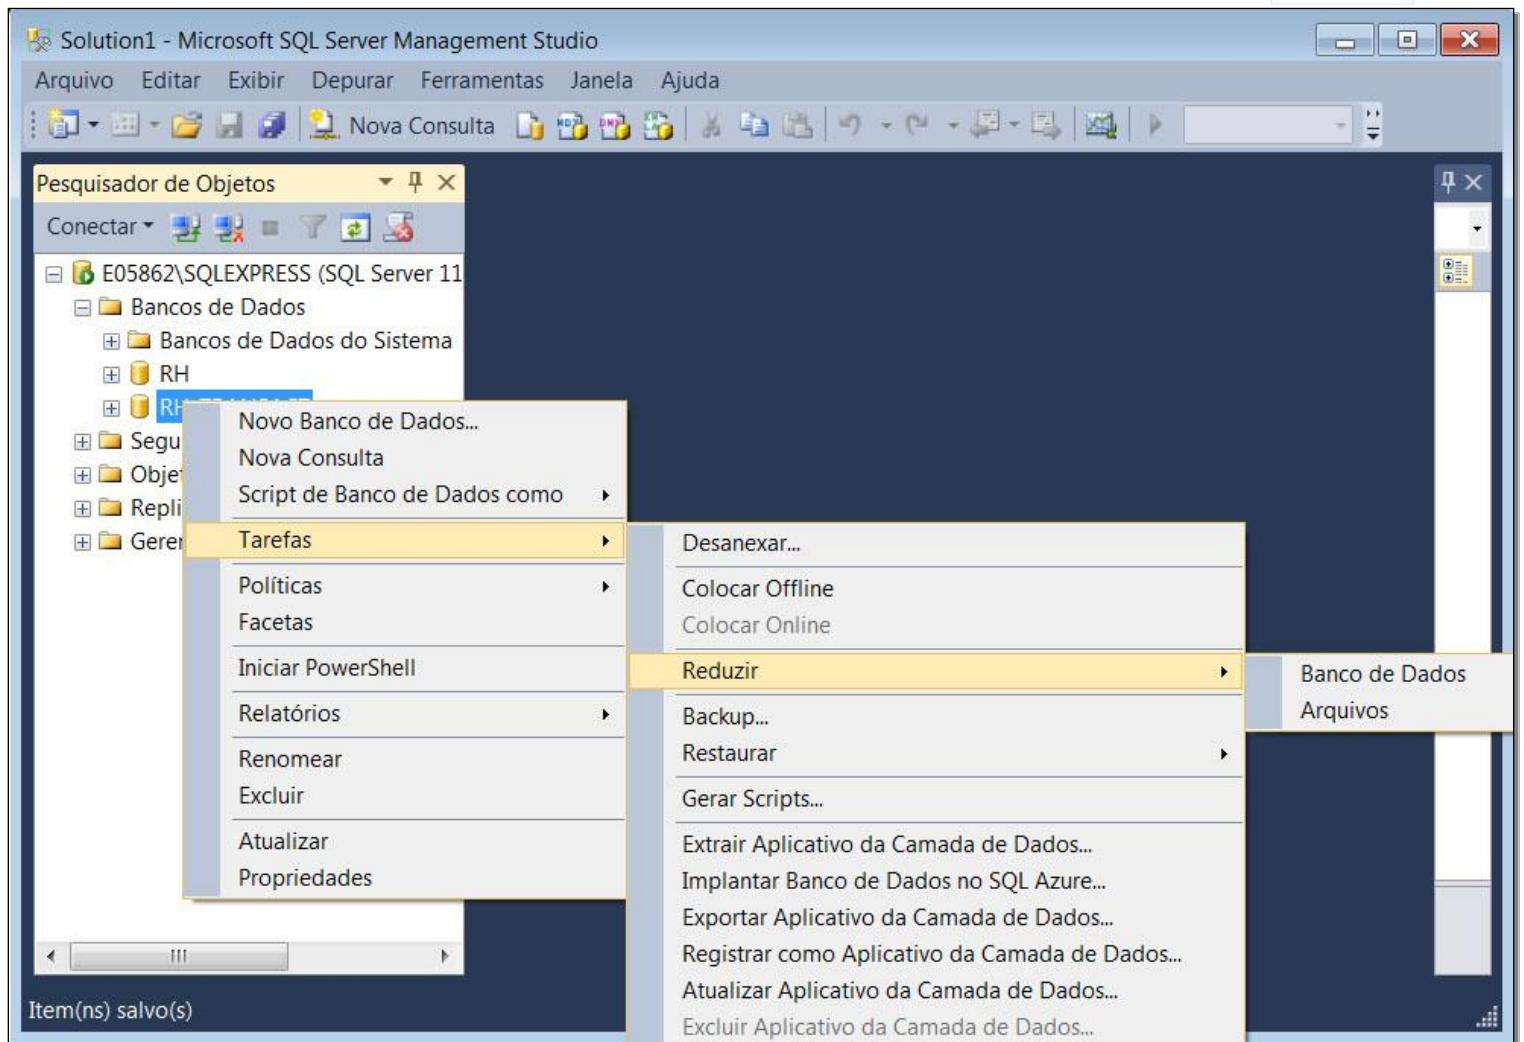 Solution1 - Microsoft SQL Server Management Studio
Arquivo Editar Exibir Depurar Ferramentas Janela Ajuda
Nova Consulta
Pesquisador de Objetos
Conectar
E05862\SQLEXPRESS (SQL Server 11
Bancos de Dados
Bancos de Dados do Sistema
RH
Segu
Objet
Repli
Geren
Novo Banco de Dados...
Nova Consulta
Script de Banco de Dados como
Tarefas
Políticas
Facetas
Iniciar PowerShell
Relatórios
Renomear
Excluir
Atualizar
Propriedades
Desanexar...
Colocar Offline
Colocar Online
Reduzir
Backup...
Restaurar
Gerar Scripts...
Extrair Aplicativo da Camada de Dados...
Implantar Banco de Dados no SQL Azure...
Exportar Aplicativo da Camada de Dados...
Registrar como Aplicativo da Camada de Dados...
Atualizar Aplicativo da Camada de Dados...
Excluir Aplicativo da Camada de Dados...
Banco de Dados
Arquivos
Item(ns) salvo(s)